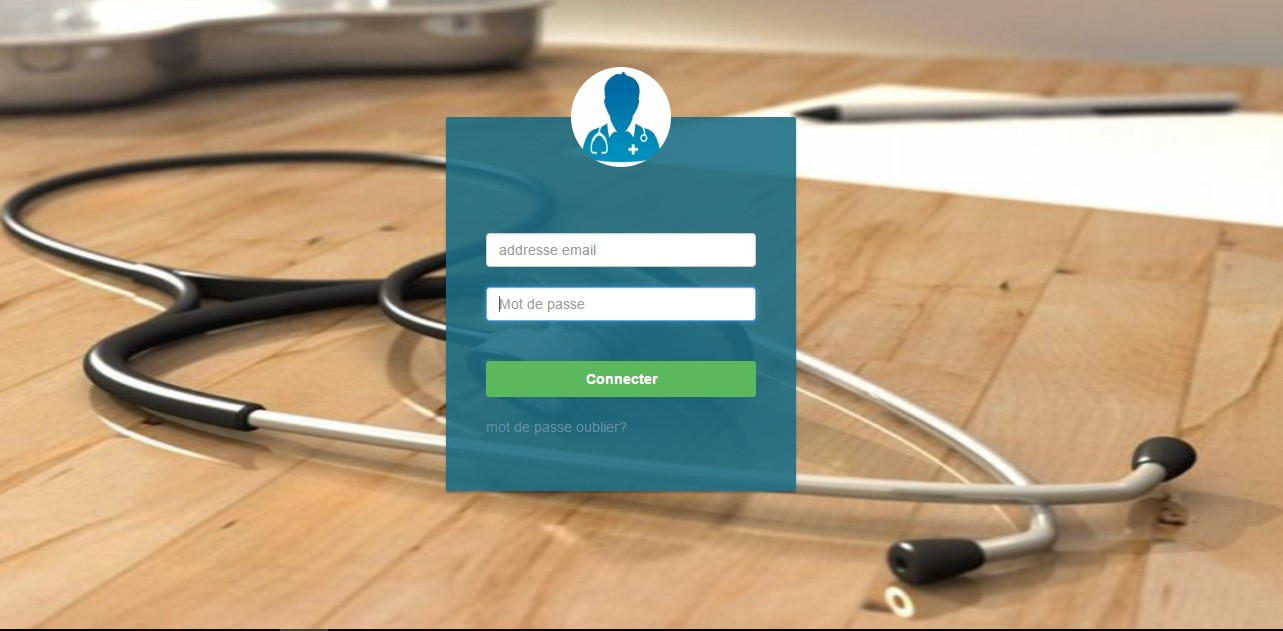 addresse email
Mot de passe
Connecter
mot de passe oublier?